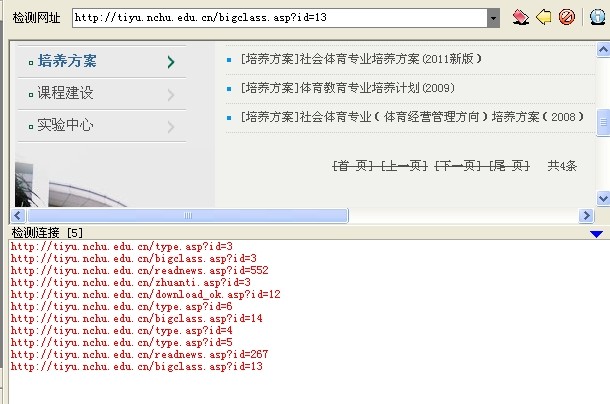 检测网址 http://tiyu.nchu.edu.cn/bigclass.asp?id=13
培养方案
课程建设
实验中心
[培养方案]社会体育专业培养方案(2011新版)
[培养方案]体育教育专业培养计划(2009)
[培养方案]社会体育专业(体育经营管理方向)培养方案(2008)
[首 页] [上一页] [下一页] [尾 页] 共4条
检测连接 [5]
http://tiyu.nchu.edu.cn/type.asp?id=3
http://tiyu.nchu.edu.cn/bigclass.asp?id=3
http://tiyu.nchu.edu.cn/readnews.asp?id=552
http://tiyu.nchu.edu.cn/zhuanti.asp?id=3
http://tiyu.nchu.edu.cn/download_ok.asp?id=12
http://tiyu.nchu.edu.cn/type.asp?id=6
http://tiyu.nchu.edu.cn/bigclass.asp?id=14
http://tiyu.nchu.edu.cn/type.asp?id=4
http://tiyu.nchu.edu.cn/type.asp?id=5
http://tiyu.nchu.edu.cn/readnews.asp?id=267
http://tiyu.nchu.edu.cn/bigclass.asp?id=13